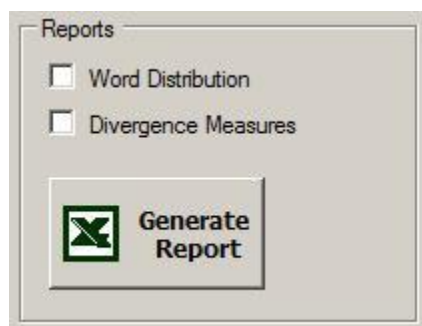 Reports
Word Distribution
Divergence Measures
Generate
Report